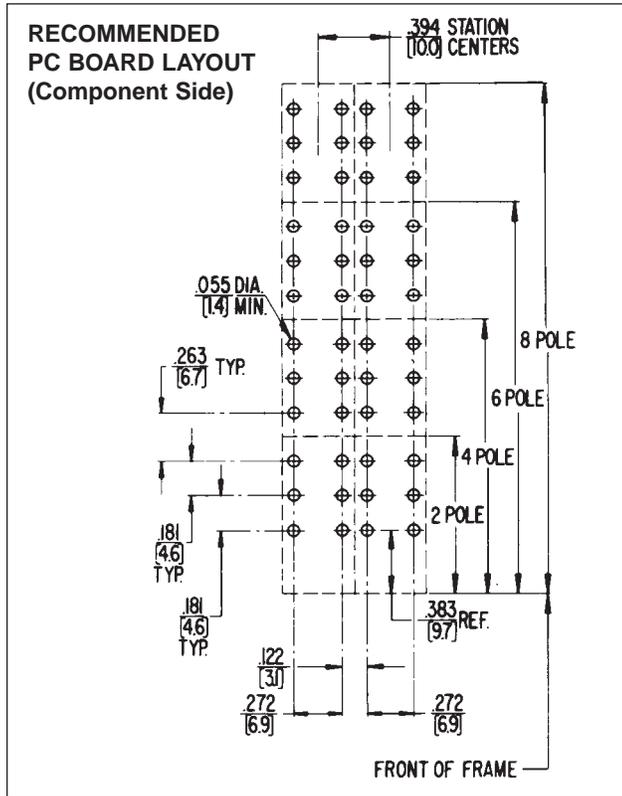 RECOMMENDED
PC BOARD LAYOUT
(Component Side)
.394 STATION
[10.0] CENTERS
.055 DIA.
[1.4] MIN.
.263 TYP.
[6.7]
8 POLE
6 POLE
4 POLE
2 POLE
.181
[4.6]
TYP.
.181
[4.6]
TYP.
.383 REF.
[9.7]
.122
[3.1]
.272
[6.9]
.272
[6.9]
FRONT OF FRAME